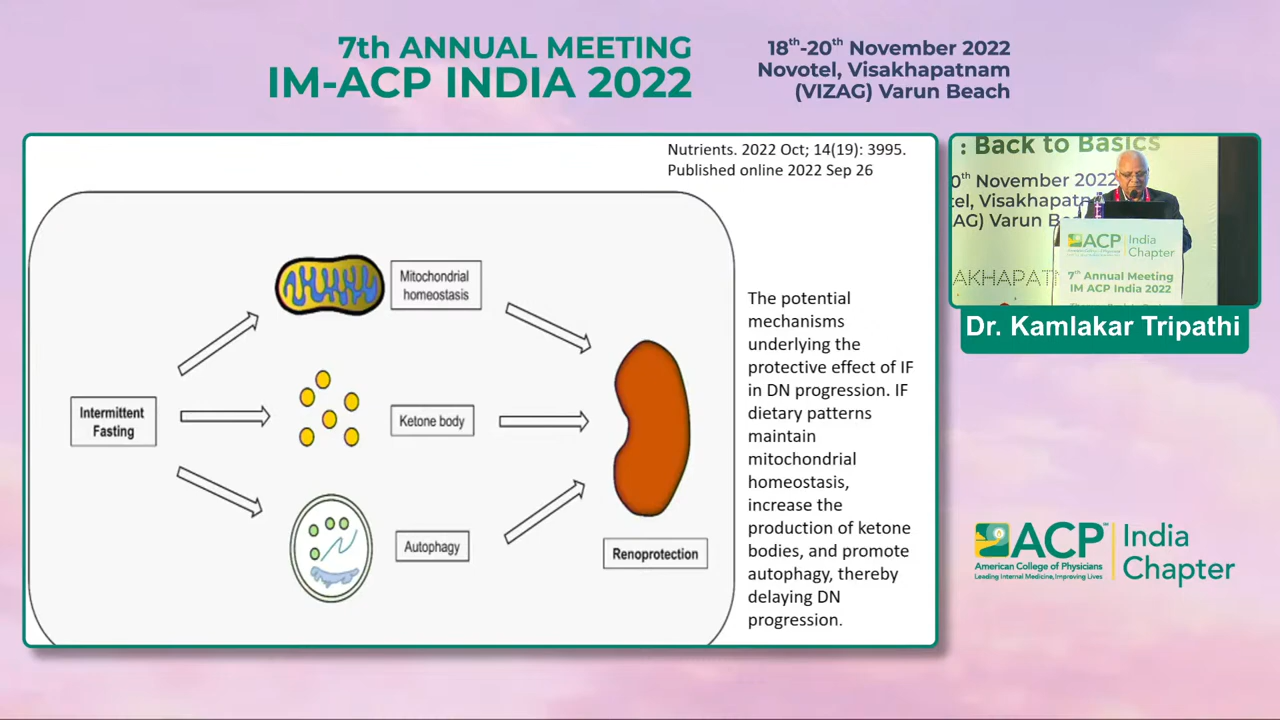 7th ANNUAL MEETING
IM-ACP INDIA 2022
18th-20th November 2022
Novotel, Visakhapatnam
(VIZAG) Varun Beach
Nutrients. 2022 Oct; 14(19): 3995.
Published online 2022 Sep 26
Mitochondrial
homeostasis
Intermittent
Fasting
Ketone body
Autophagy
Renoprotection
The potential
mechanisms
underlying the
protective effect of IF
in DN progression. IF
dietary patterns
maintain
mitochondrial
homeostasis,
increase the
production of ketone
bodies, and promote
autophagy, thereby
delaying DN
progression.
: Back to Basics
0th November 2022
tel, Visakhapatn
AG) Varun Be
AKHAPATN
ACP India
Chapter
7th Annual Meeting
IM ACP India 2022
Dr. Kamlakar Tripathi
ACP™
American College of Physicians
Leading Internal Medicine, Improving Lives
India
Chapter